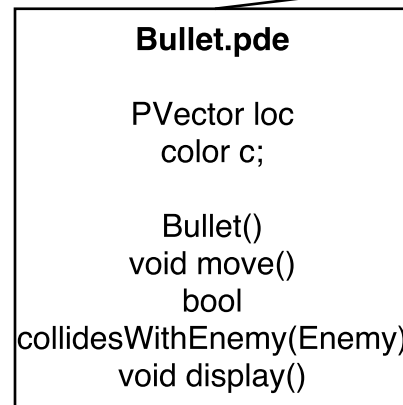 Bullet.pde
PVector loc
color c;
Bullet()
void move()
bool
collidesWithEnemy(Enemy)
void display()